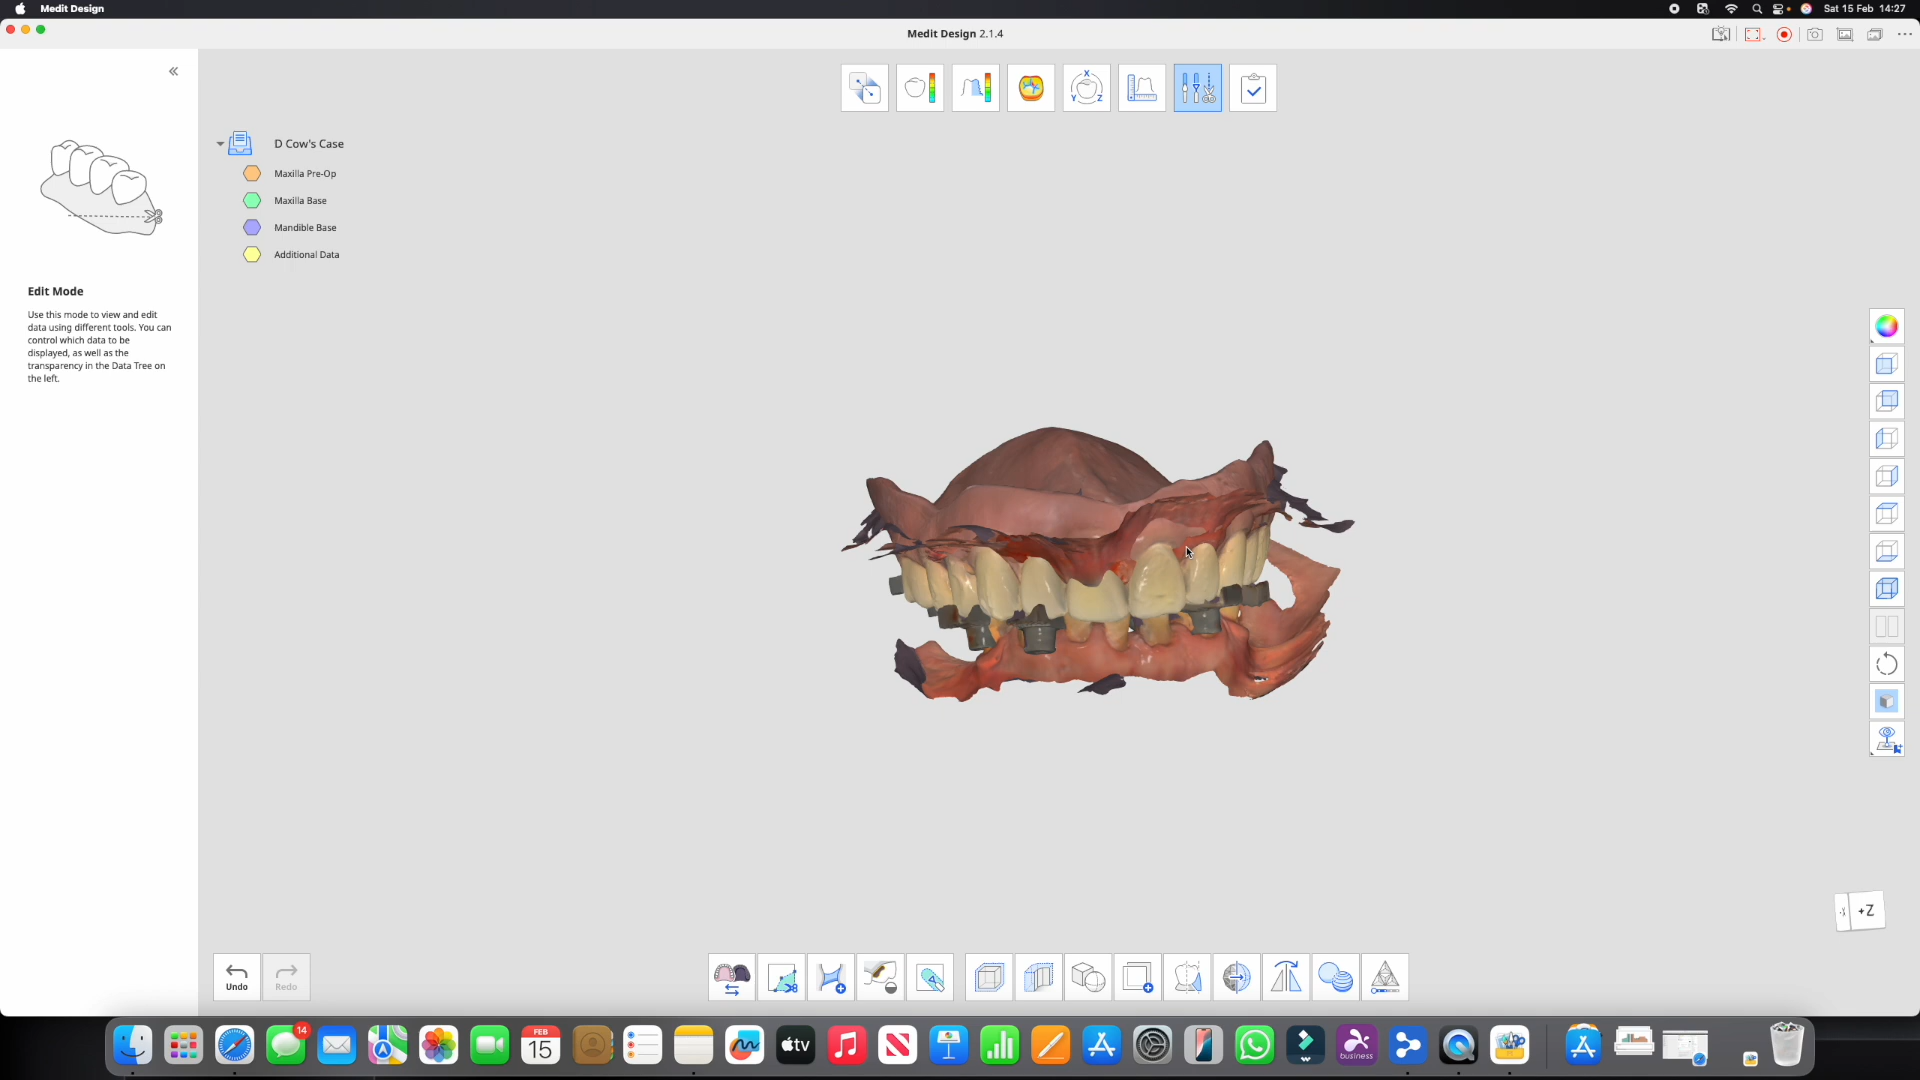 Medit Design
Sat 15 Feb 14:27
Medit Design 2.1.4
X
Y Z
D Cow's Case
Maxilla Pre-Op
Maxilla Base
Mandible Base
Additional Data
Edit Mode
Use this mode to view and edit
data using different tools. You can
control which data to be
displayed, as well as the
transparency in the Data Tree on
the left.
+Z
Undo
Redo
14
FEB
15
tv
business